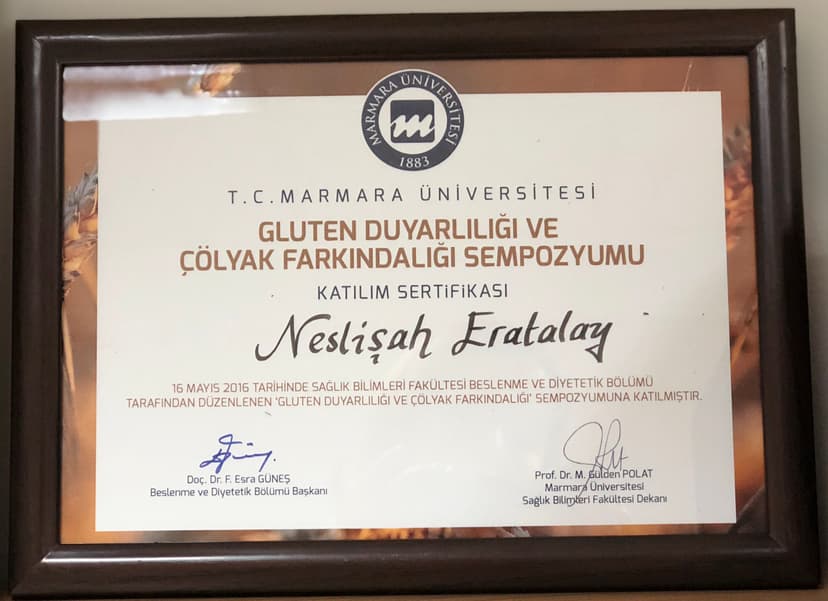 MARMARA ÜNİVERSİTESİ
m
1883
T.C. MARMARA ÜNİVERSİTESİ
GLUTEN DUYARLILIĞI VE
ÇÖLYAK FARKINDALIĞI SEMPOZYUMU
KATILIM SERTİFİKASI
Neslişah Eratalay
16 MAYIS 2016 TARİHİNDE SAĞLIK BİLİMLERİ FAKÜLTESİ BESLENME VE DİYETETİK BÖLÜMÜ
TARAFINDAN DÜZENLENEN 'GLUTEN DUYARLILIĞI VE ÇÖLYAK FARKINDALIĞI' SEMPOZYUMUNA KATILMIŞTIR.
Doç. Dr. F. Esra GÜNEŞ
Beslenme ve Diyetetik Bölümü Başkanı
Prof. Dr. M. Gülden POLAT
Marmara Üniversitesi
Sağlık Bilimleri Fakültesi Dekanı